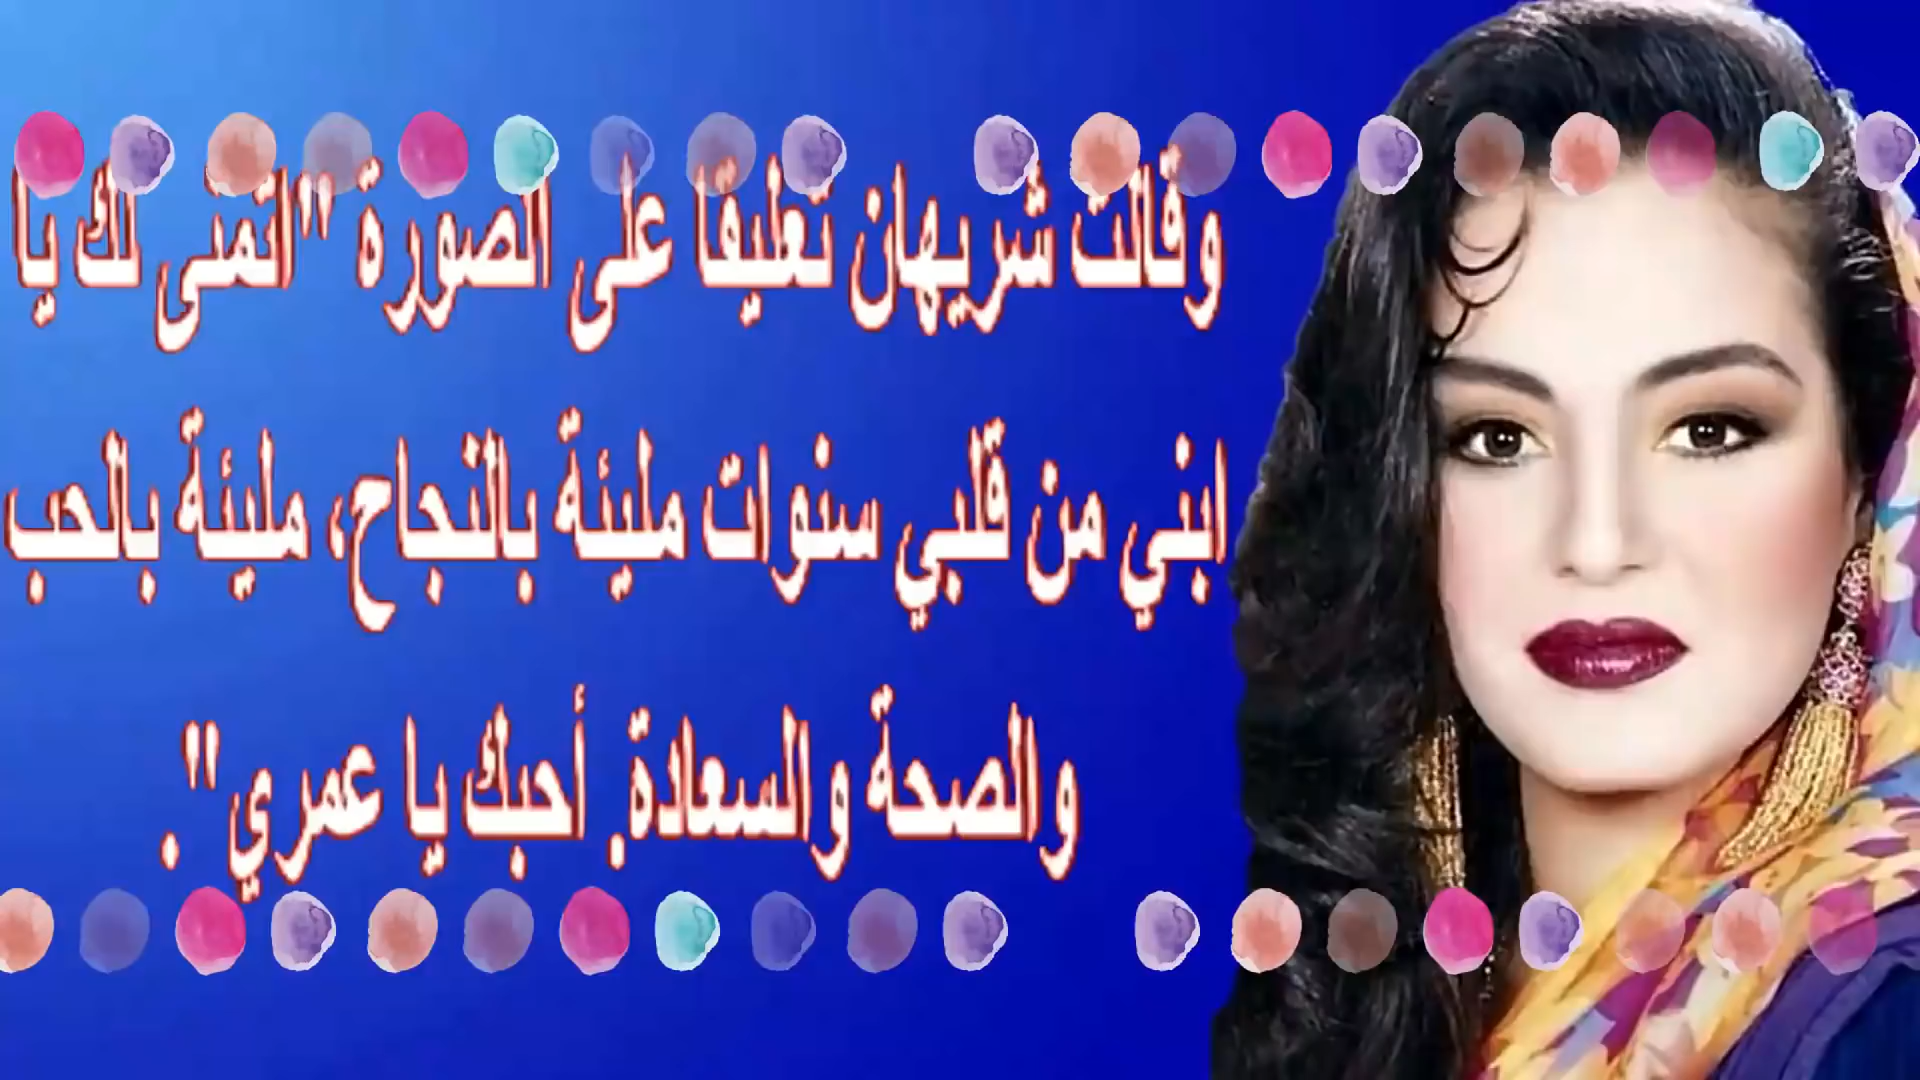 وقالت شريهان تعليقا على الصورة "اتمنى لك يا
ابني من قلبي سنوات مليئة بالنجاح، مليئة بالحب
والصحة والسعادة. أحبك يا عمري".